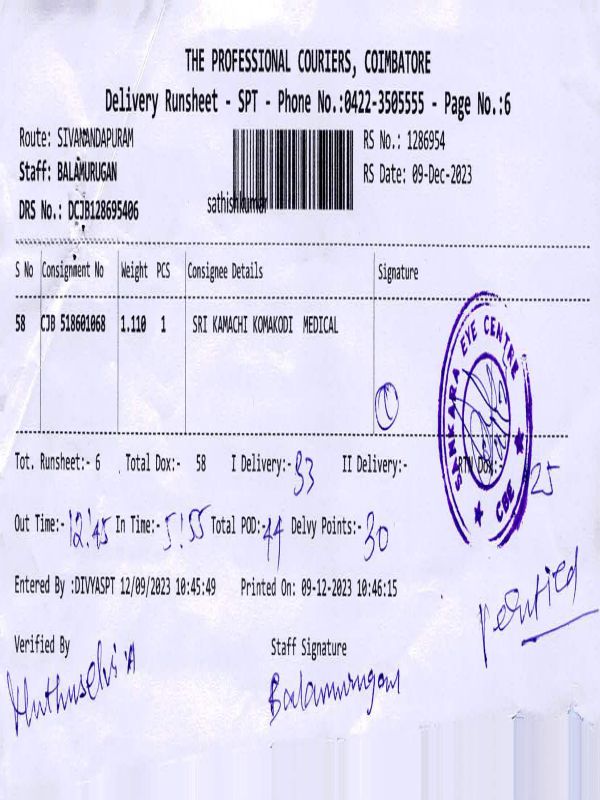 THE PROFESSIONAL COURIERS, COIMBATORE
Delivery Runsheet - SPT - Phone No.:0422-3505555 - Page No.:6
Route: SIVANANDAPURAM RS No.: 1286954
Staff: BALAMURUGAN RS Date: 09-Dec-2023
sathishkumar
DRS No.: DCJB128695406
S No Consignment No Weight PCS Consignee Details Signature
58 CJB 518601068 1.110 1 SRI KAMACHI KOMAKODI MEDICAL
SANKARA EYE CENTRE
CBE
Tot. Runsheet:- 6 Total Dox:- 58 I Delivery:- 33 II Delivery:- RTN Dox:- 25
Out Time:- 12:45 In Time:- 5:55 Total POD:- 44 Delvy Points:- 30
Entered By :DIVYASPT 12/09/2023 10:45:49 Printed On: 09-12-2023 10:46:15
Verified By Staff Signature
Balamurugan